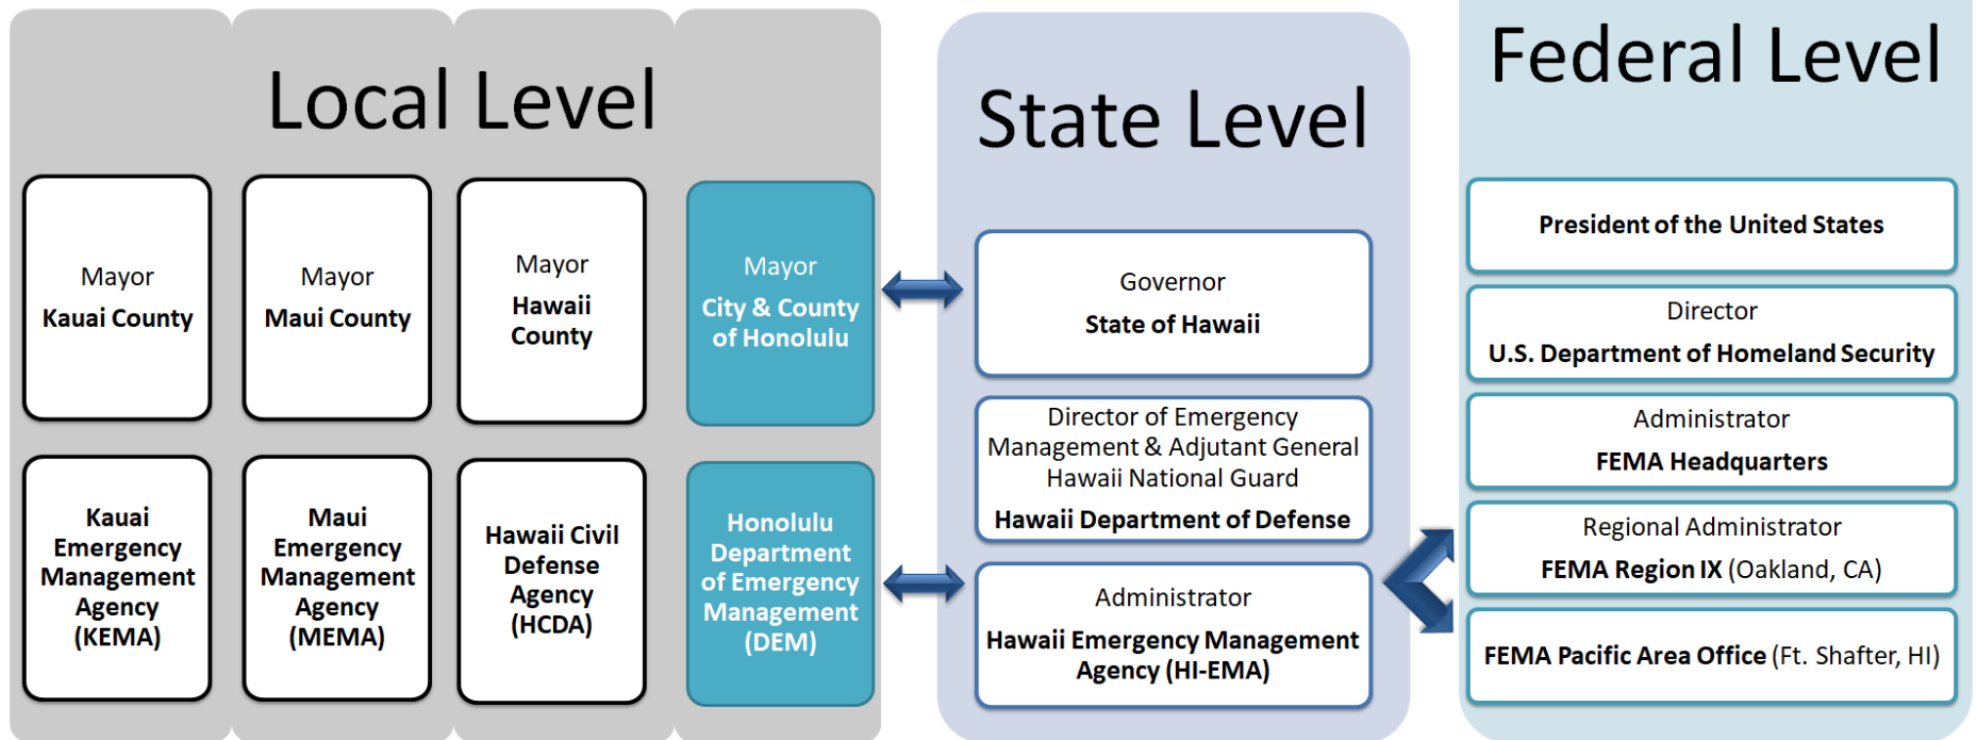 Local Level
Mayor
Kauai County
Mayor
Maui County
Mayor
Hawaii
County
Mayor
City & County
of Honolulu
Kauai
Emergency
Management
Agency
(KEMA)
Maui
Emergency
Management
Agency
(MEMA)
Hawaii Civil
Defense
Agency
(HCDA)
Honolulu
Department
of Emergency
Management
(DEM)
State Level
Governor
State of Hawaii
Director of Emergency
Management & Adjutant General
Hawaii National Guard
Hawaii Department of Defense
Administrator
Hawaii Emergency Management
Agency (HI-EMA)
Federal Level
President of the United States
Director
U.S. Department of Homeland Security
Administrator
FEMA Headquarters
Regional Administrator
FEMA Region IX (Oakland, CA)
FEMA Pacific Area Office (Ft. Shafter, HI)